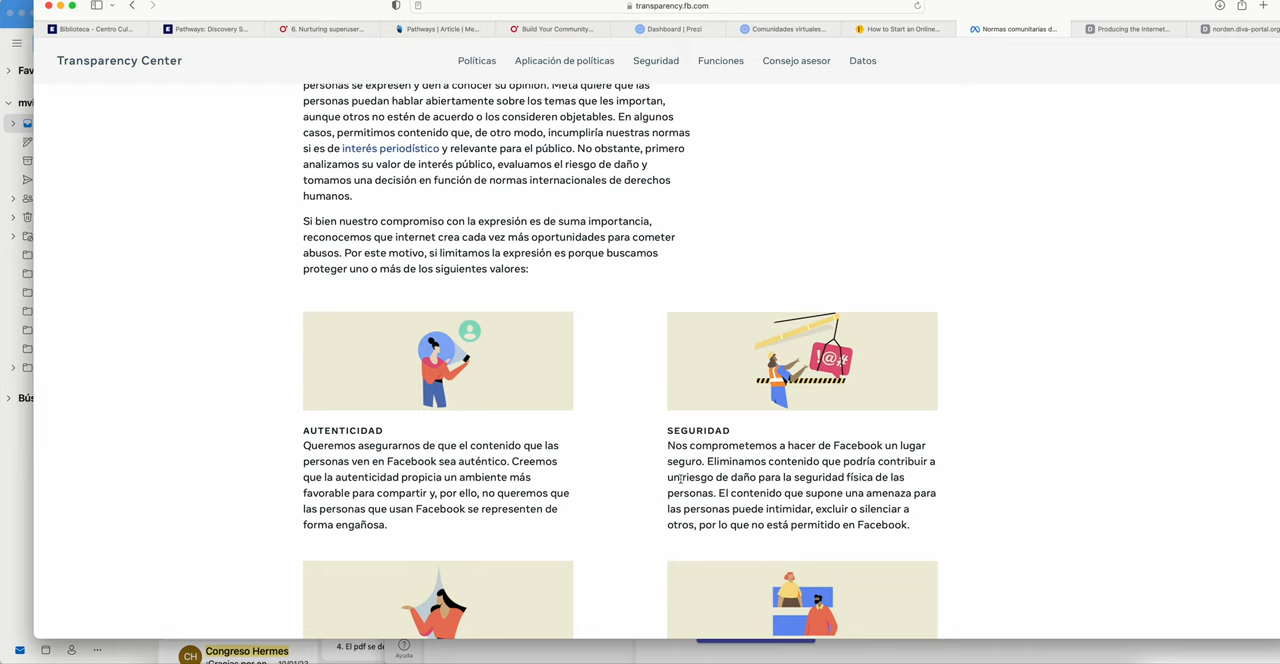 transparency.fb.com
Biblioteca - Centro Cul...
Pathways: Discovery S...
6. Nurturing superuser...
Pathways | Article | Me...
Build Your Community...
Dashboard | Prezi
Comunidades virtuales...
How to Start an Online...
Normas comunitarias d...
Producing the Internet...
norden.diva-portal.org
Transparency Center
Políticas
Aplicación de políticas
Seguridad
Funciones
Consejo asesor
Datos
Fav
mvi
Bús
personas se expresen y den a conocer su opinión. Meta quiere que las
personas puedan hablar abiertamente sobre los temas que les importan,
aunque otros no estén de acuerdo o los consideren objetables. En algunos
casos, permitimos contenido que, de otro modo, incumpliría nuestras normas
si es de interés periodístico y relevante para el público. No obstante, primero
analizamos su valor de interés público, evaluamos el riesgo de daño y
tomamos una decisión en función de normas internacionales de derechos
humanos.
Si bien nuestro compromiso con la expresión es de suma importancia,
reconocemos que internet crea cada vez más oportunidades para cometer
abusos. Por este motivo, si limitamos la expresión es porque buscamos
proteger uno o más de los siguientes valores:
!@#
AUTENTICIDAD
Queremos asegurarnos de que el contenido que las
personas ven en Facebook sea auténtico. Creemos
que la autenticidad propicia un ambiente más
favorable para compartir y, por ello, no queremos que
las personas que usan Facebook se representen de
forma engañosa.
SEGURIDAD
Nos comprometemos a hacer de Facebook un lugar
seguro. Eliminamos contenido que podría contribuir a
un riesgo de daño para la seguridad física de las
personas. El contenido que supone una amenaza para
las personas puede intimidar, excluir o silenciar a
otros, por lo que no está permitido en Facebook.
CH
Congreso Hermes
4. El pdf se de
Ayuda